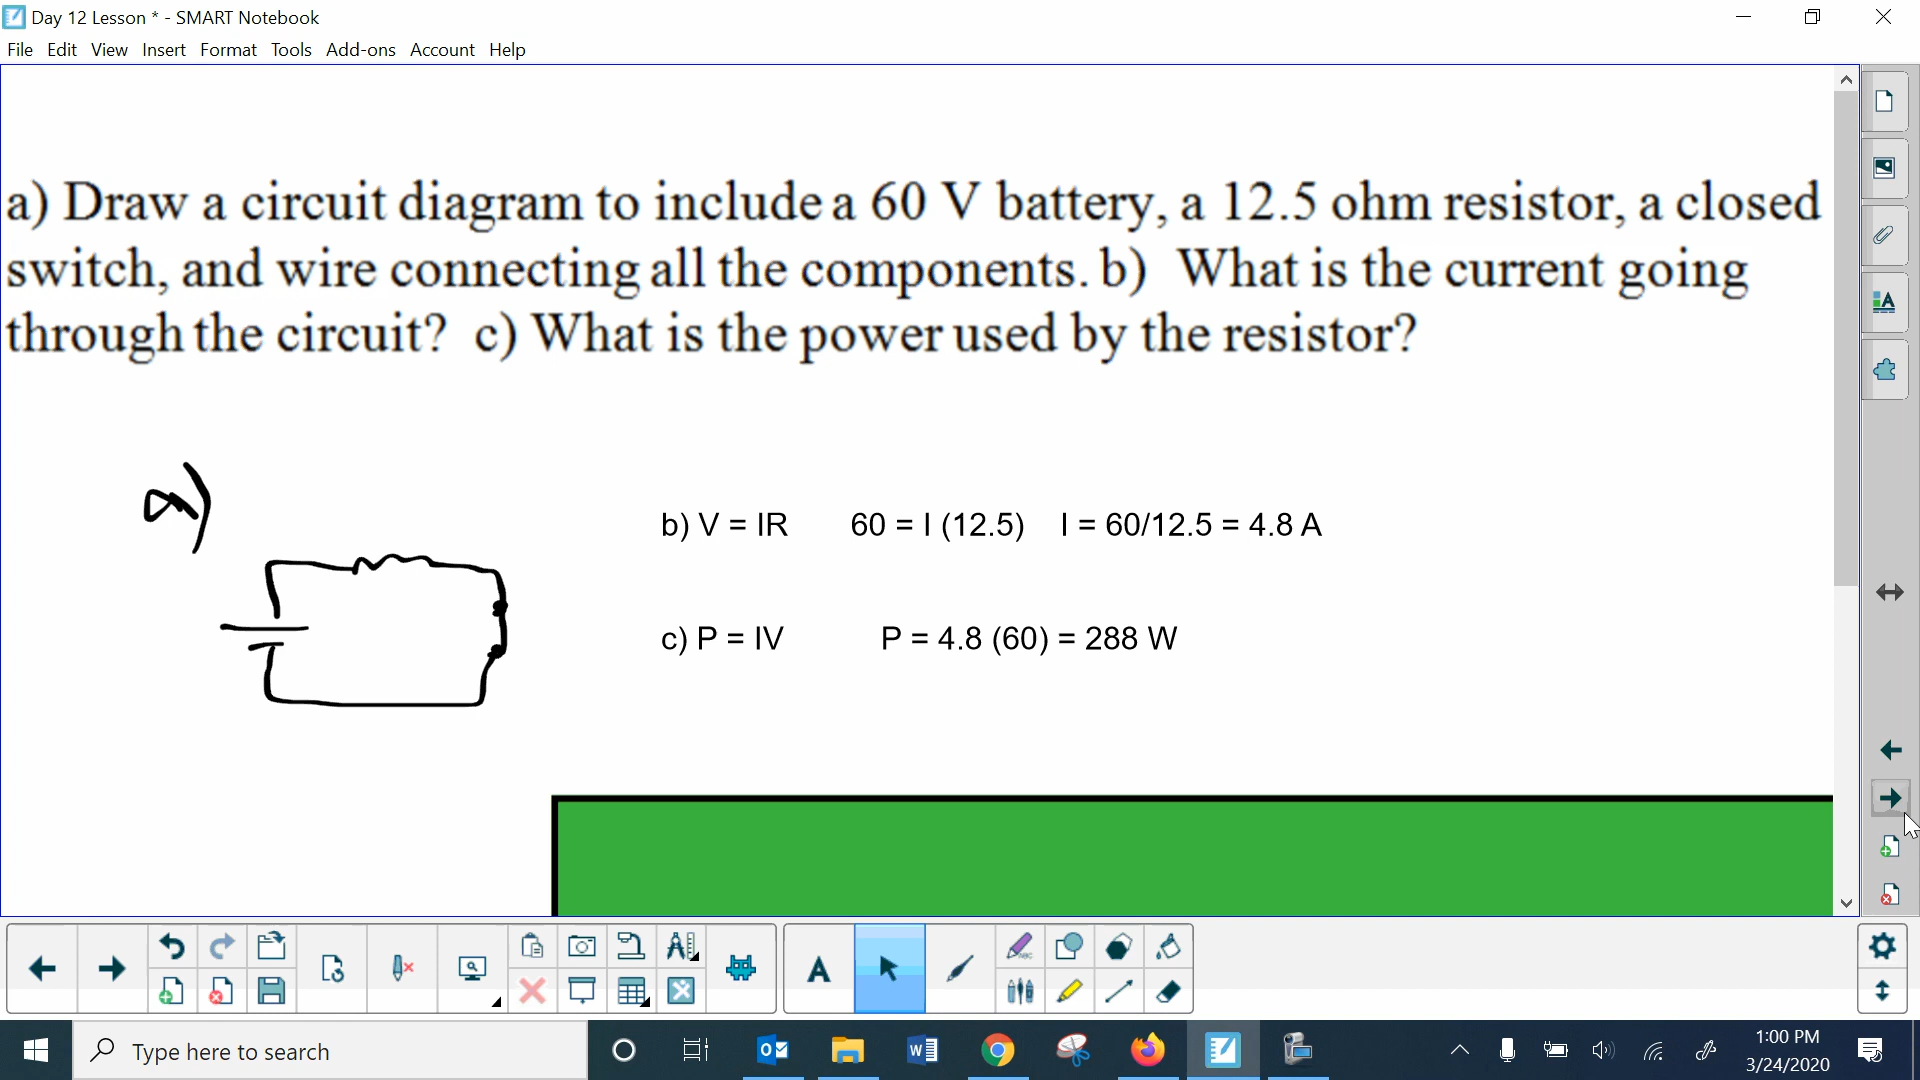 Day 12 Lesson * - SMART Notebook
File Edit View Insert Format Tools Add-ons Account Help
a) Draw a circuit diagram to include a 60 V battery, a 12.5 ohm resistor, a closed
switch, and wire connecting all the components. b) What is the current going
through the circuit? c) What is the power used by the resistor?
a)
b) V = IR 60 = I (12.5) I = 60/12.5 = 4.8 A
c) P = IV P = 4.8 (60) = 288 W
Type here to search
1:00 PM
3/24/2020